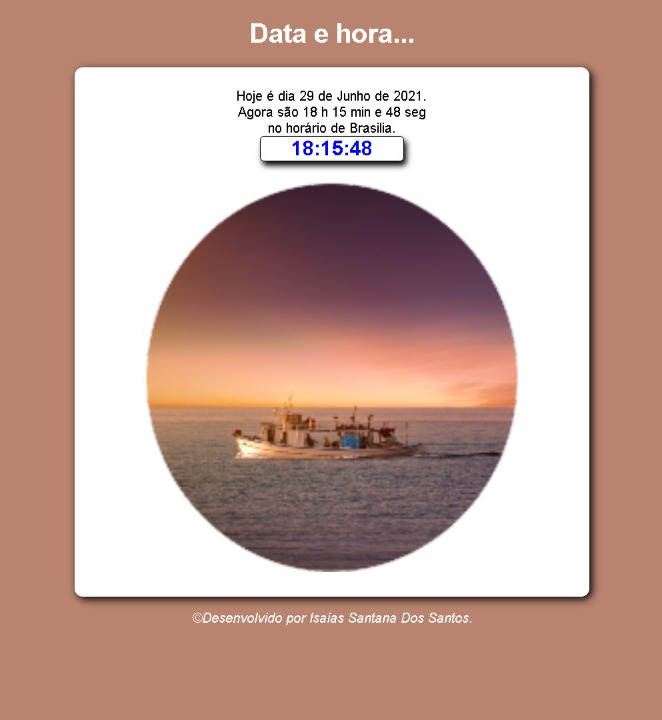 Data e hora...
Hoje é dia 29 de Junho de 2021.
Agora são 18 h 15 min e 48 seg
no horário de Brasilia.
18:15:48
©Desenvolvido por Isaias Santana Dos Santos.